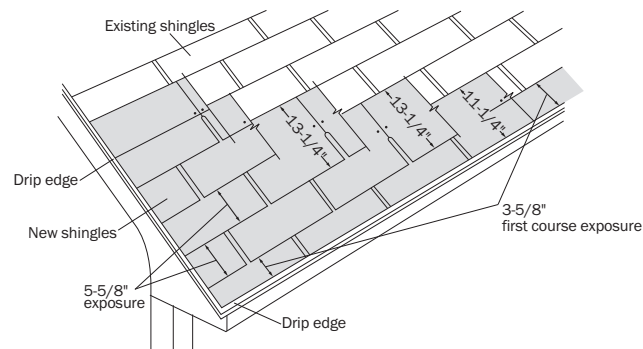 Existing shingles
13-1/4"
13-1/4"
11-1/4"
Drip edge
New shingles
3-5/8"
first course exposure
5-5/8"
exposure
Drip edge